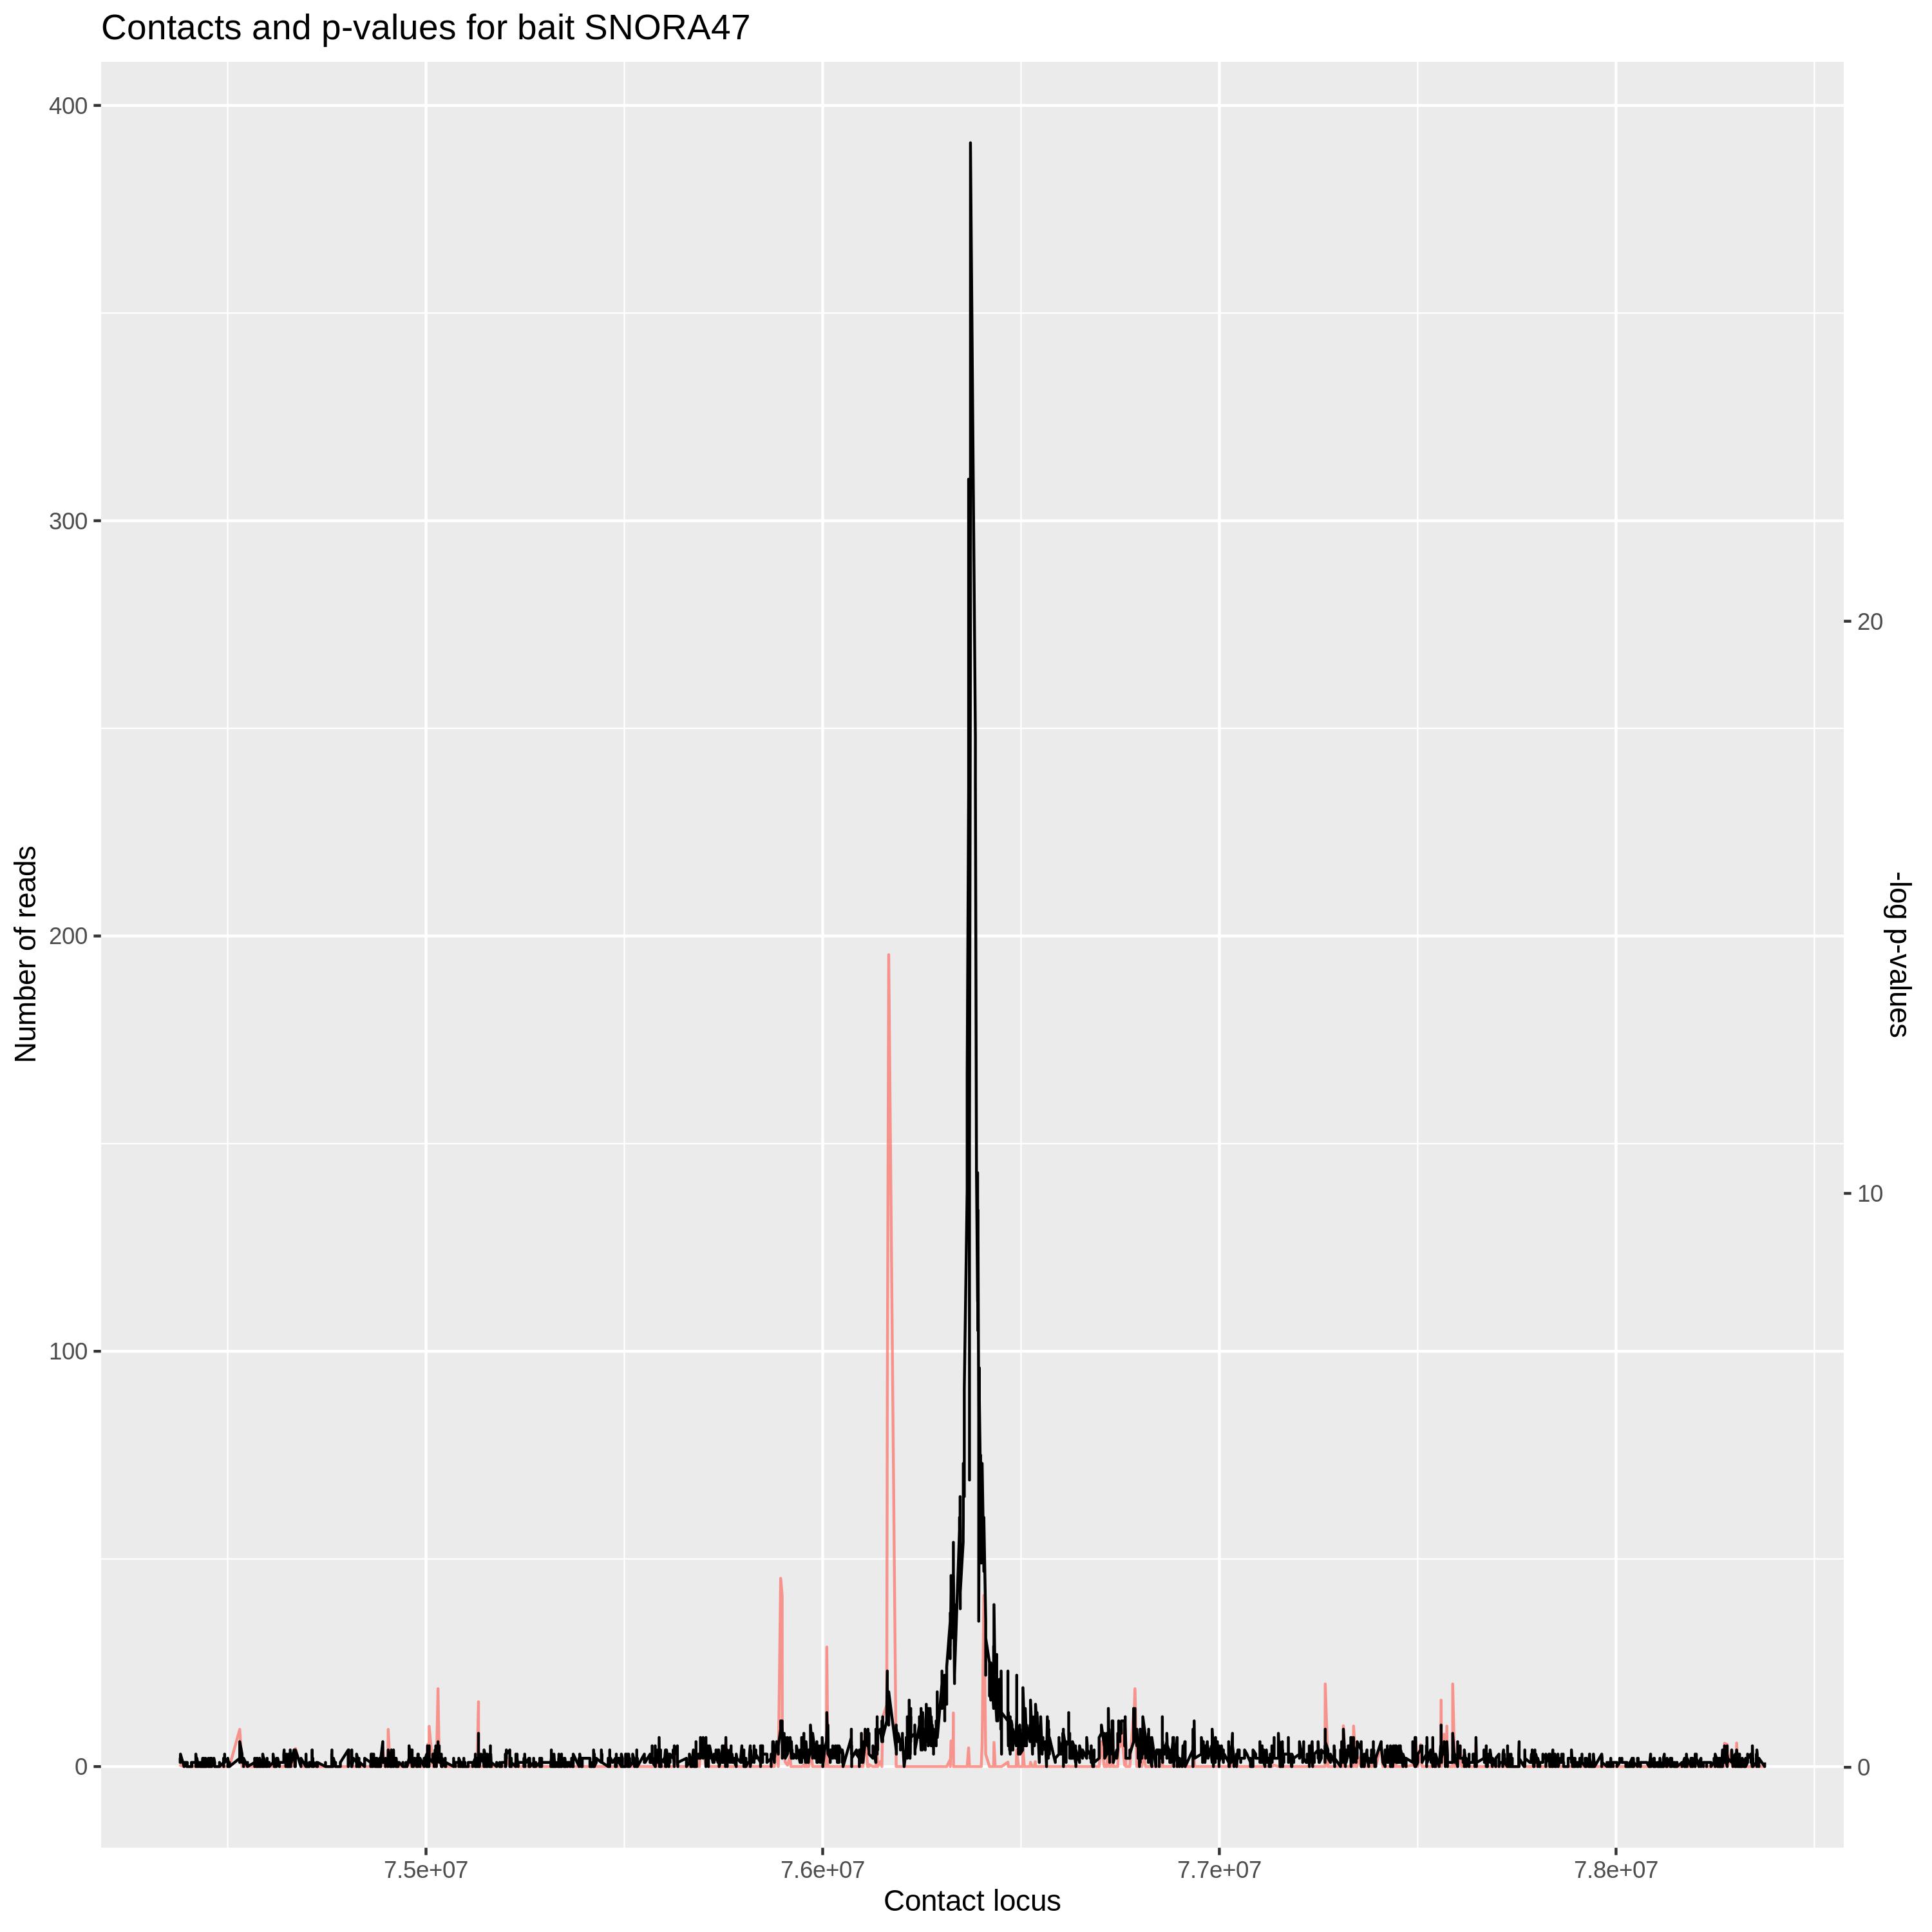 Contacts and p-values for bait SNORA47
400
300
200
100
0
Number of reads
20
10
0
-log p-values
7.5e+07
7.6e+07
7.7e+07
7.8e+07
Contact locus